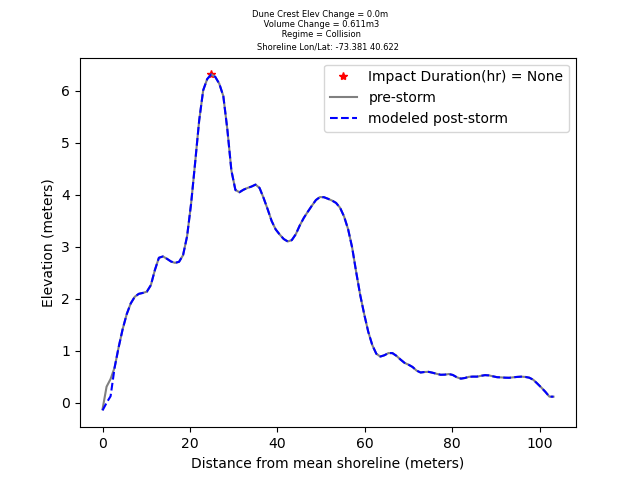 Dune Crest Elev Change = 0.0m
Volume Change = 0.611m3
Regime = Collision
Shoreline Lon/Lat: -73.381 40.622
Impact Duration(hr) = None
pre-storm
modeled post-storm
6
5
4
3
2
1
0
Elevation (meters)
0 20 40 60 80 100
Distance from mean shoreline (meters)